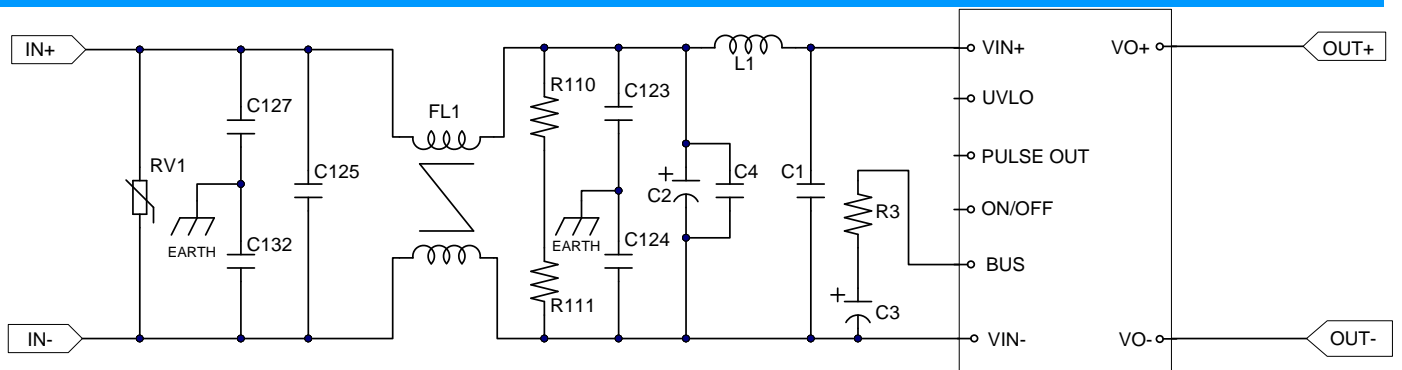 IN+
VIN+
VO+
OUT+
L1
R110
C123
C127
UVLO
FL1
PULSE OUT
RV1
C125
C4
C1
C2
+
ON/OFF
R3
EARTH
C132
EARTH
C124
BUS
+
R111
C3
IN-
VIN-
VO-
OUT-